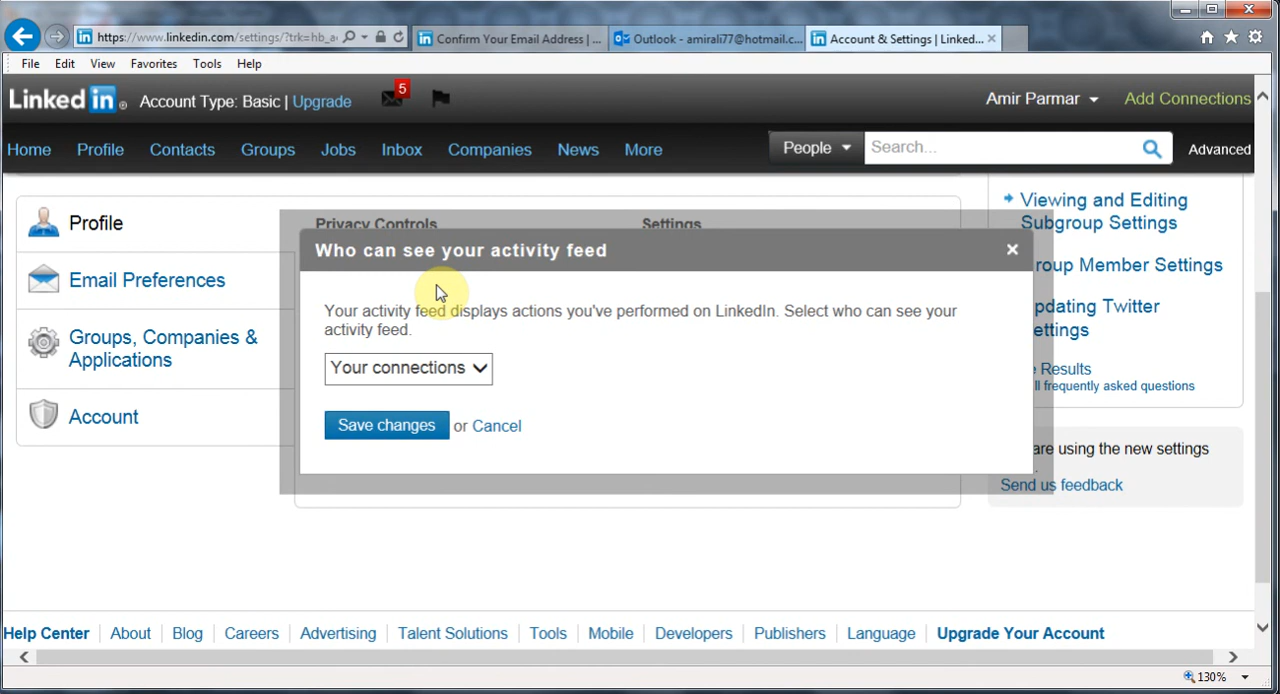 https://www.linkedin.com/settings/?trk=hb_a
Confirm Your Email Address | ...
Outlook - amirali77@hotmail.c...
Account & Settings | Linked...
File Edit View Favorites Tools Help
Linked in ® Account Type: Basic | Upgrade 5 Amir Parmar Add Connections
Home Profile Contacts Groups Jobs Inbox Companies News More People Search... Advanced
Profile
Email Preferences
Groups, Companies &
Applications
Account
Privacy Controls Settings
Who can see your activity feed
Your activity feed displays actions you've performed on LinkedIn. Select who can see your
activity feed.
Your connections
Save changes or Cancel
Viewing and Editing
Subgroup Settings
roup Member Settings
pdating Twitter
ettings
e Results
ll frequently asked questions
are using the new settings
.
Send us feedback
Help Center About Blog Careers Advertising Talent Solutions Tools Mobile Developers Publishers Language Upgrade Your Account
130%